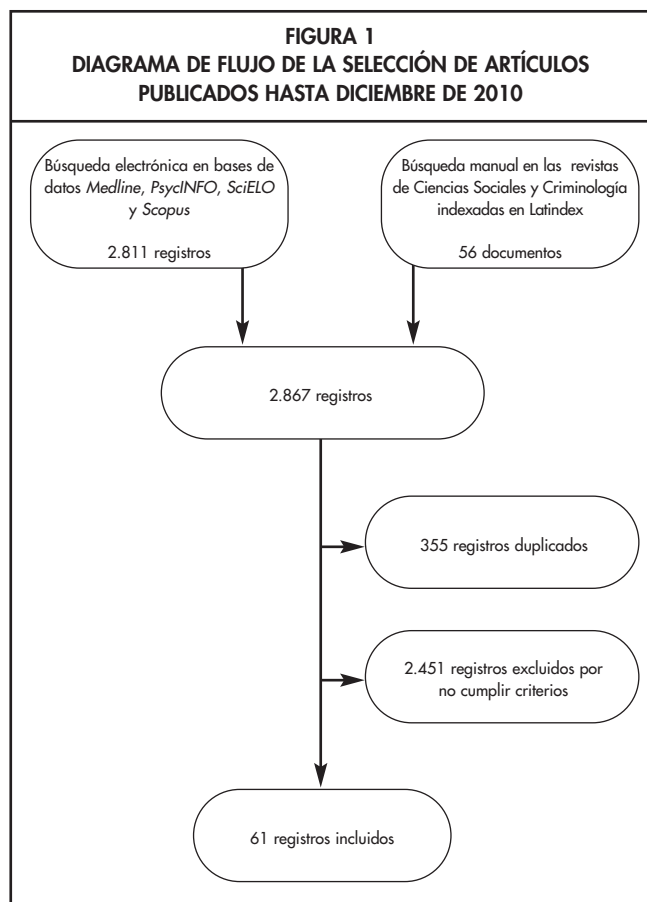 FIGURA 1
DIAGRAMA DE FLUJO DE LA SELECCIÓN DE ARTÍCULOS
PUBLICADOS HASTA DICIEMBRE DE 2010
Búsqueda electrónica en bases de
datos Medline, PsycINFO, SciELO
y Scopus
2.811 registros
Búsqueda manual en las revistas
de Ciencias Sociales y Criminología
indexadas en Latindex
56 documentos
2.867 registros
355 registros duplicados
2.451 registros excluidos por
no cumplir criterios
61 registros incluidos